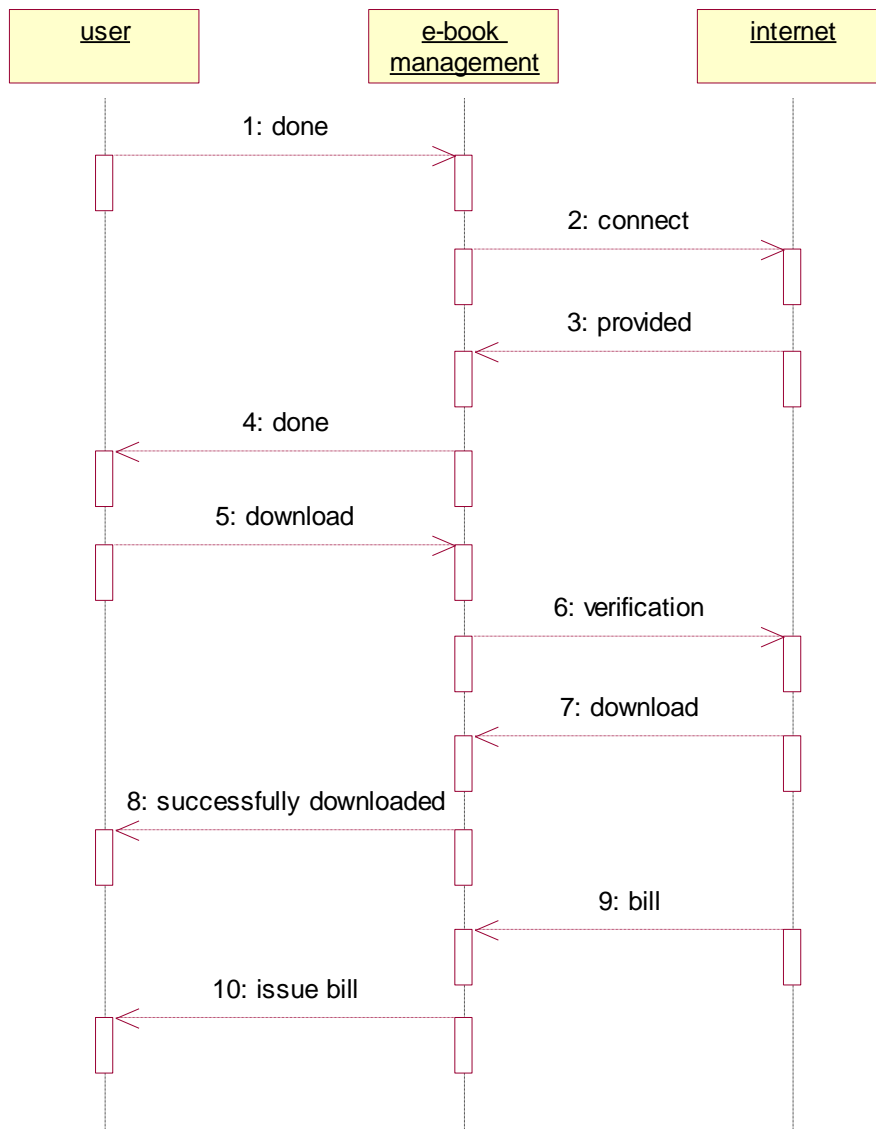 user
e-book
management
internet
1: done
2: connect
3: provided
4: done
5: download
6: verification
7: download
8: successfully downloaded
9: bill
10: issue bill